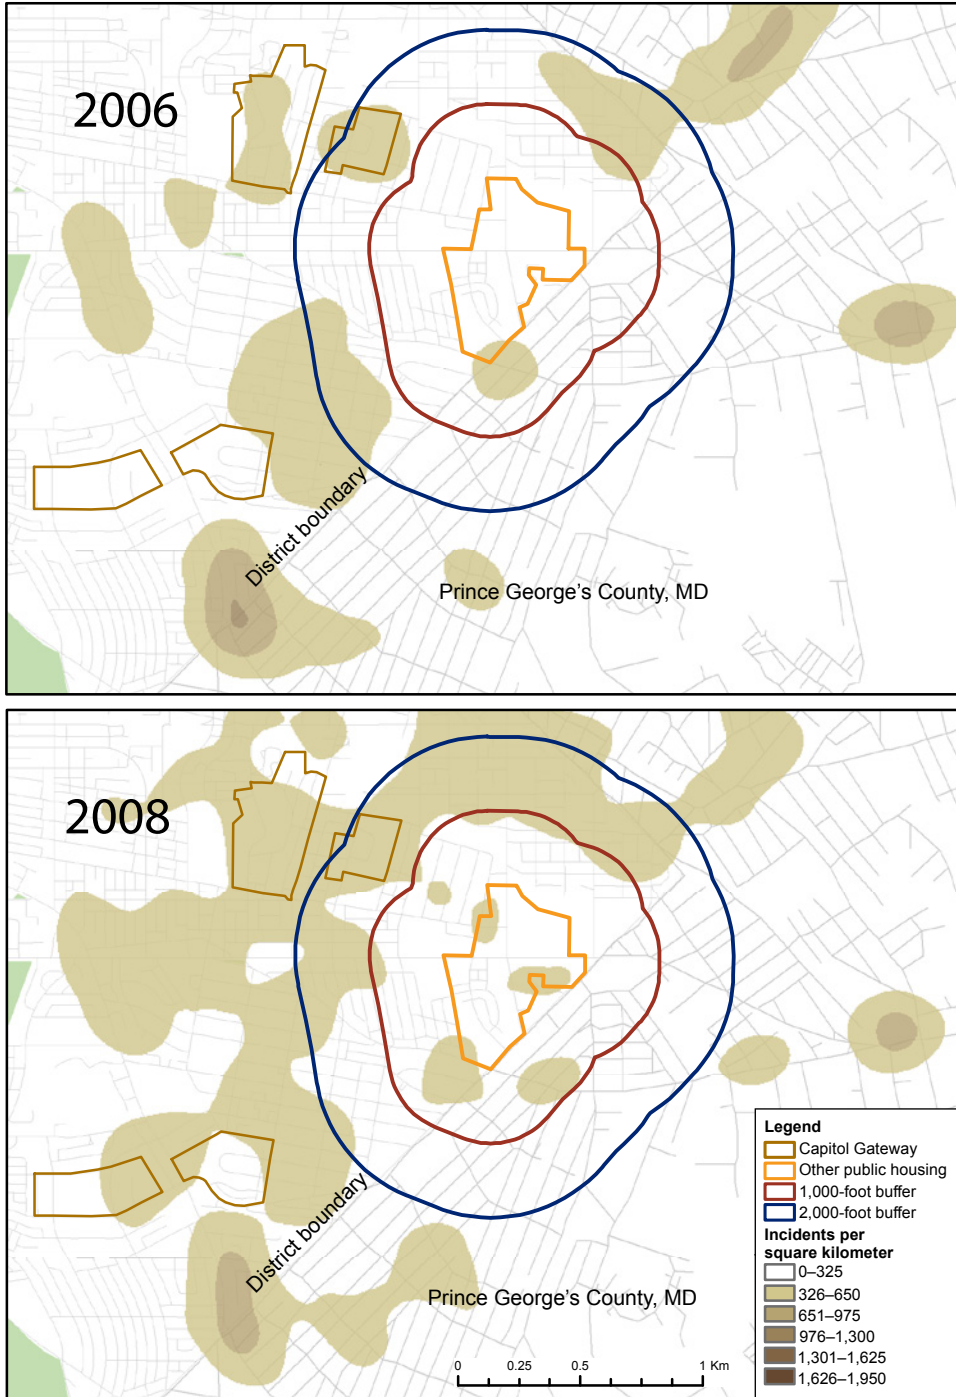 2006
District boundary
Prince George's County, MD
2008
District boundary
Prince George's County, MD
0 0.25 0.5 1 Km
Legend
Capitol Gateway
Other public housing
1,000-foot buffer
2,000-foot buffer
Incidents per
square kilometer
0–325
326–650
651–975
976–1,300
1,301–1,625
1,626–1,950